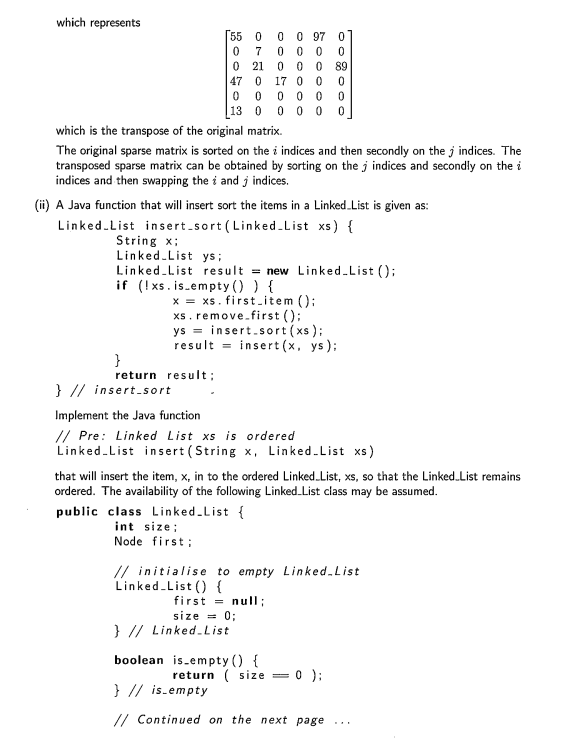 which represents
55 0 0 0 97 0
0 7 0 0 0 0
0 21 0 0 0 89
47 0 17 0 0 0
0 0 0 0 0 0
13 0 0 0 0 0
which is the transpose of the original matrix.
The original sparse matrix is sorted on the i indices and then secondly on the j indices. The
transposed sparse matrix can be obtained by sorting on the j indices and secondly on the i
indices and then swapping the i and j indices.
(ii) A Java function that will insert sort the items in a Linked_List is given as:
Linked_List insert_sort(Linked_List xs) {
String x;
Linked_List ys;
Linked_List result = new Linked_List();
if (!xs.is_empty() ) {
x = xs.first_item();
xs.remove_first();
ys = insert_sort(xs);
result = insert(x, ys);
}
return result;
} // insert_sort
Implement the Java function
// Pre: Linked List xs is ordered
Linked_List insert(String x, Linked_List xs)
that will insert the item, x, in to the ordered Linked_List, xs, so that the Linked_List remains
ordered. The availability of the following Linked_List class may be assumed.
public class Linked_List {
int size;
Node first;
// initialise to empty Linked_List
Linked_List() {
first = null;
size = 0;
} // Linked_List
boolean is_empty() {
return ( size == 0 );
} // is_empty
// Continued on the next page ...